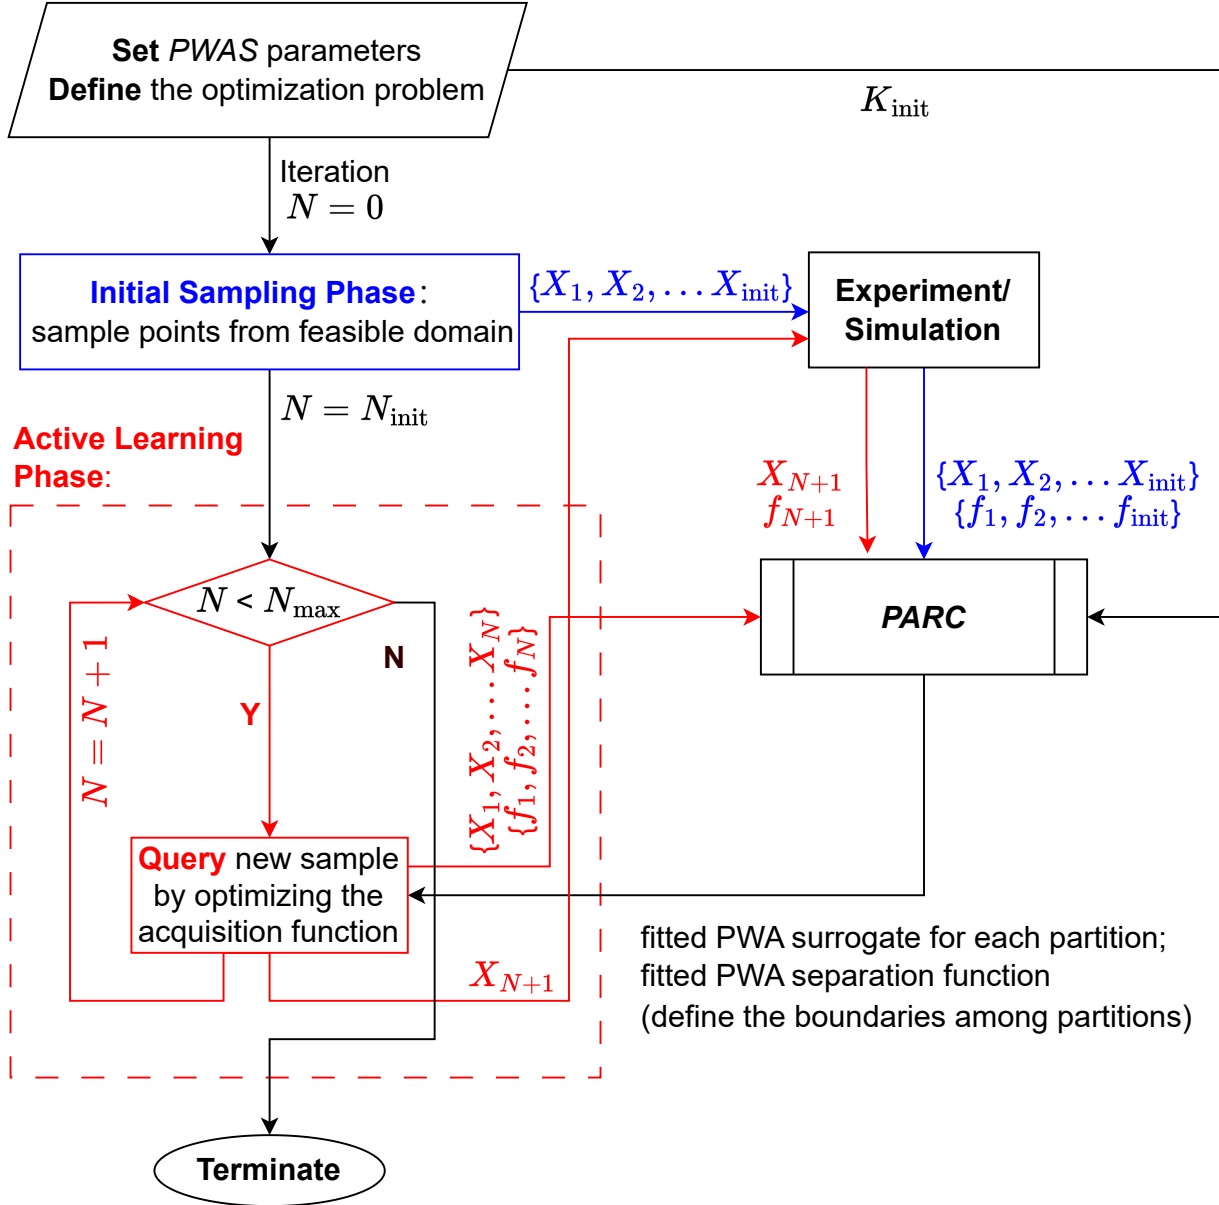 Set PWAS parameters
Define the optimization problem
K_init
Iteration
N = 0
Initial Sampling Phase:
sample points from feasible domain
{X_1, X_2, … X_init}
Experiment/
Simulation
N = N_init
Active Learning
Phase:
X_{N+1}
f_{N+1}
{X_1, X_2, … X_init}
{f_1, f_2, … f_init}
N < N_max
N
Y
N = N + 1
{X_1, X_2, … X_N}
{f_1, f_2, … f_N}
PARC
Query new sample
by optimizing the
acquisition function
X_{N+1}
fitted PWA surrogate for each partition;
fitted PWA separation function
(define the boundaries among partitions)
Terminate